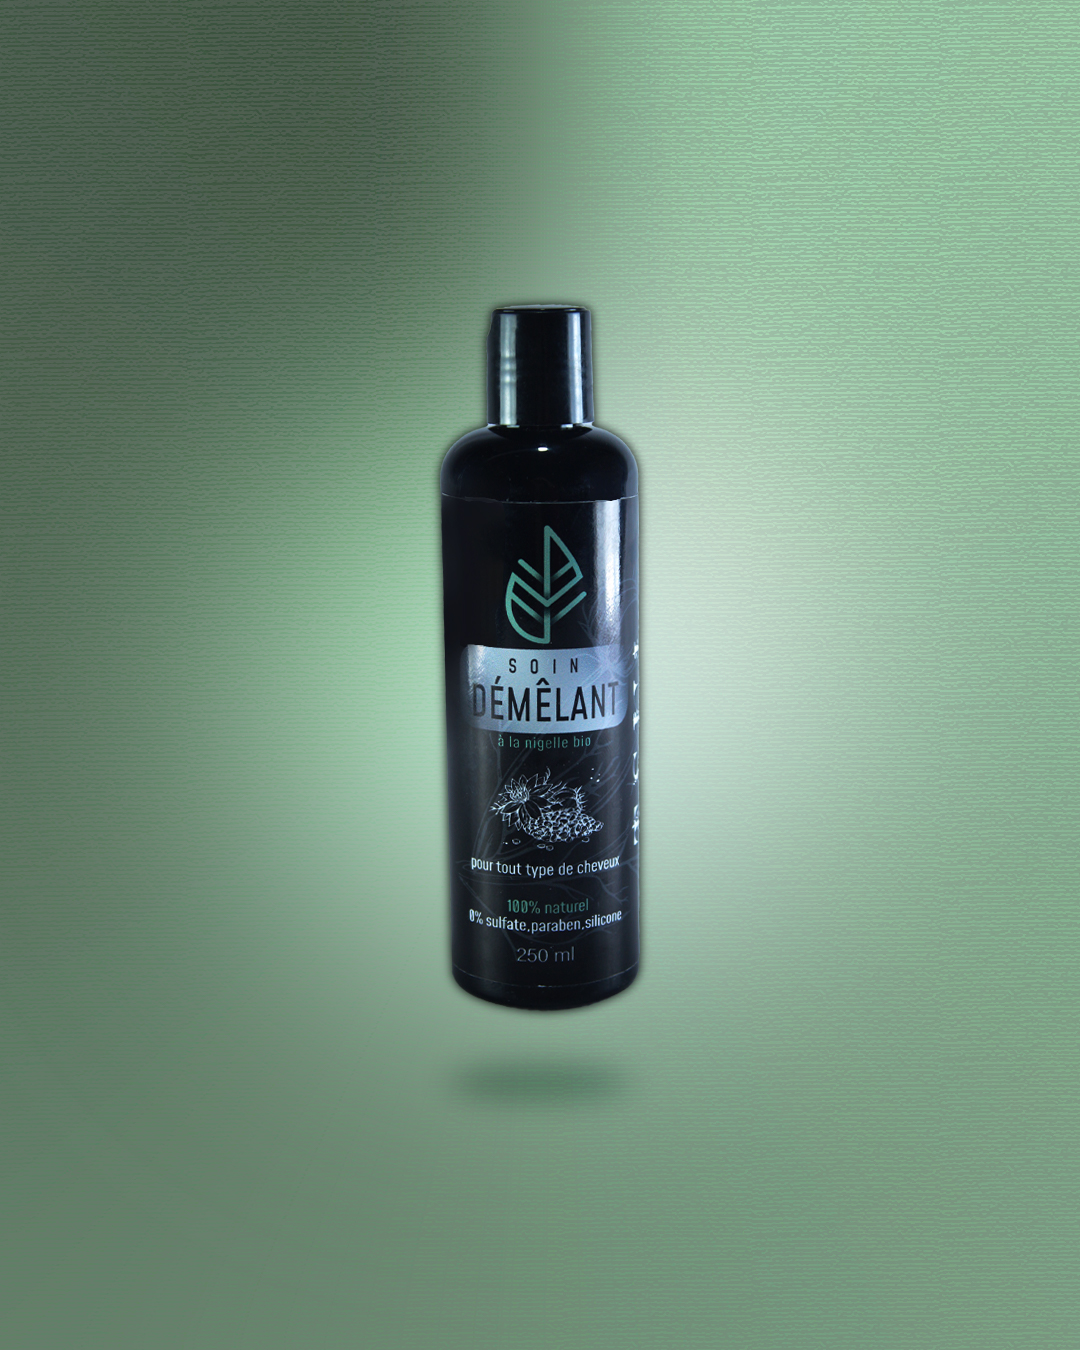 SOIN
DÉMÊLANT
à la nigelle bio
pour tout type de cheveux
100% naturel
0% sulfate,paraben,silicone
250 ml